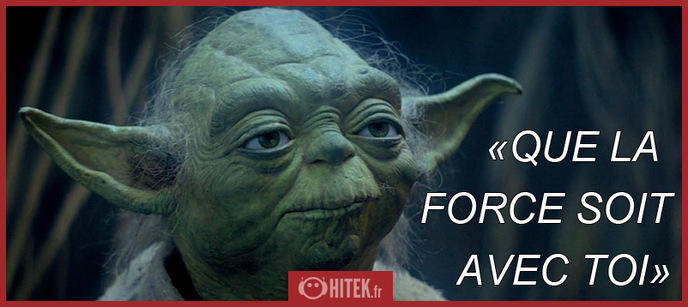 «QUE LA
FORCE SOIT
AVEC TOI»
HITEK.fr